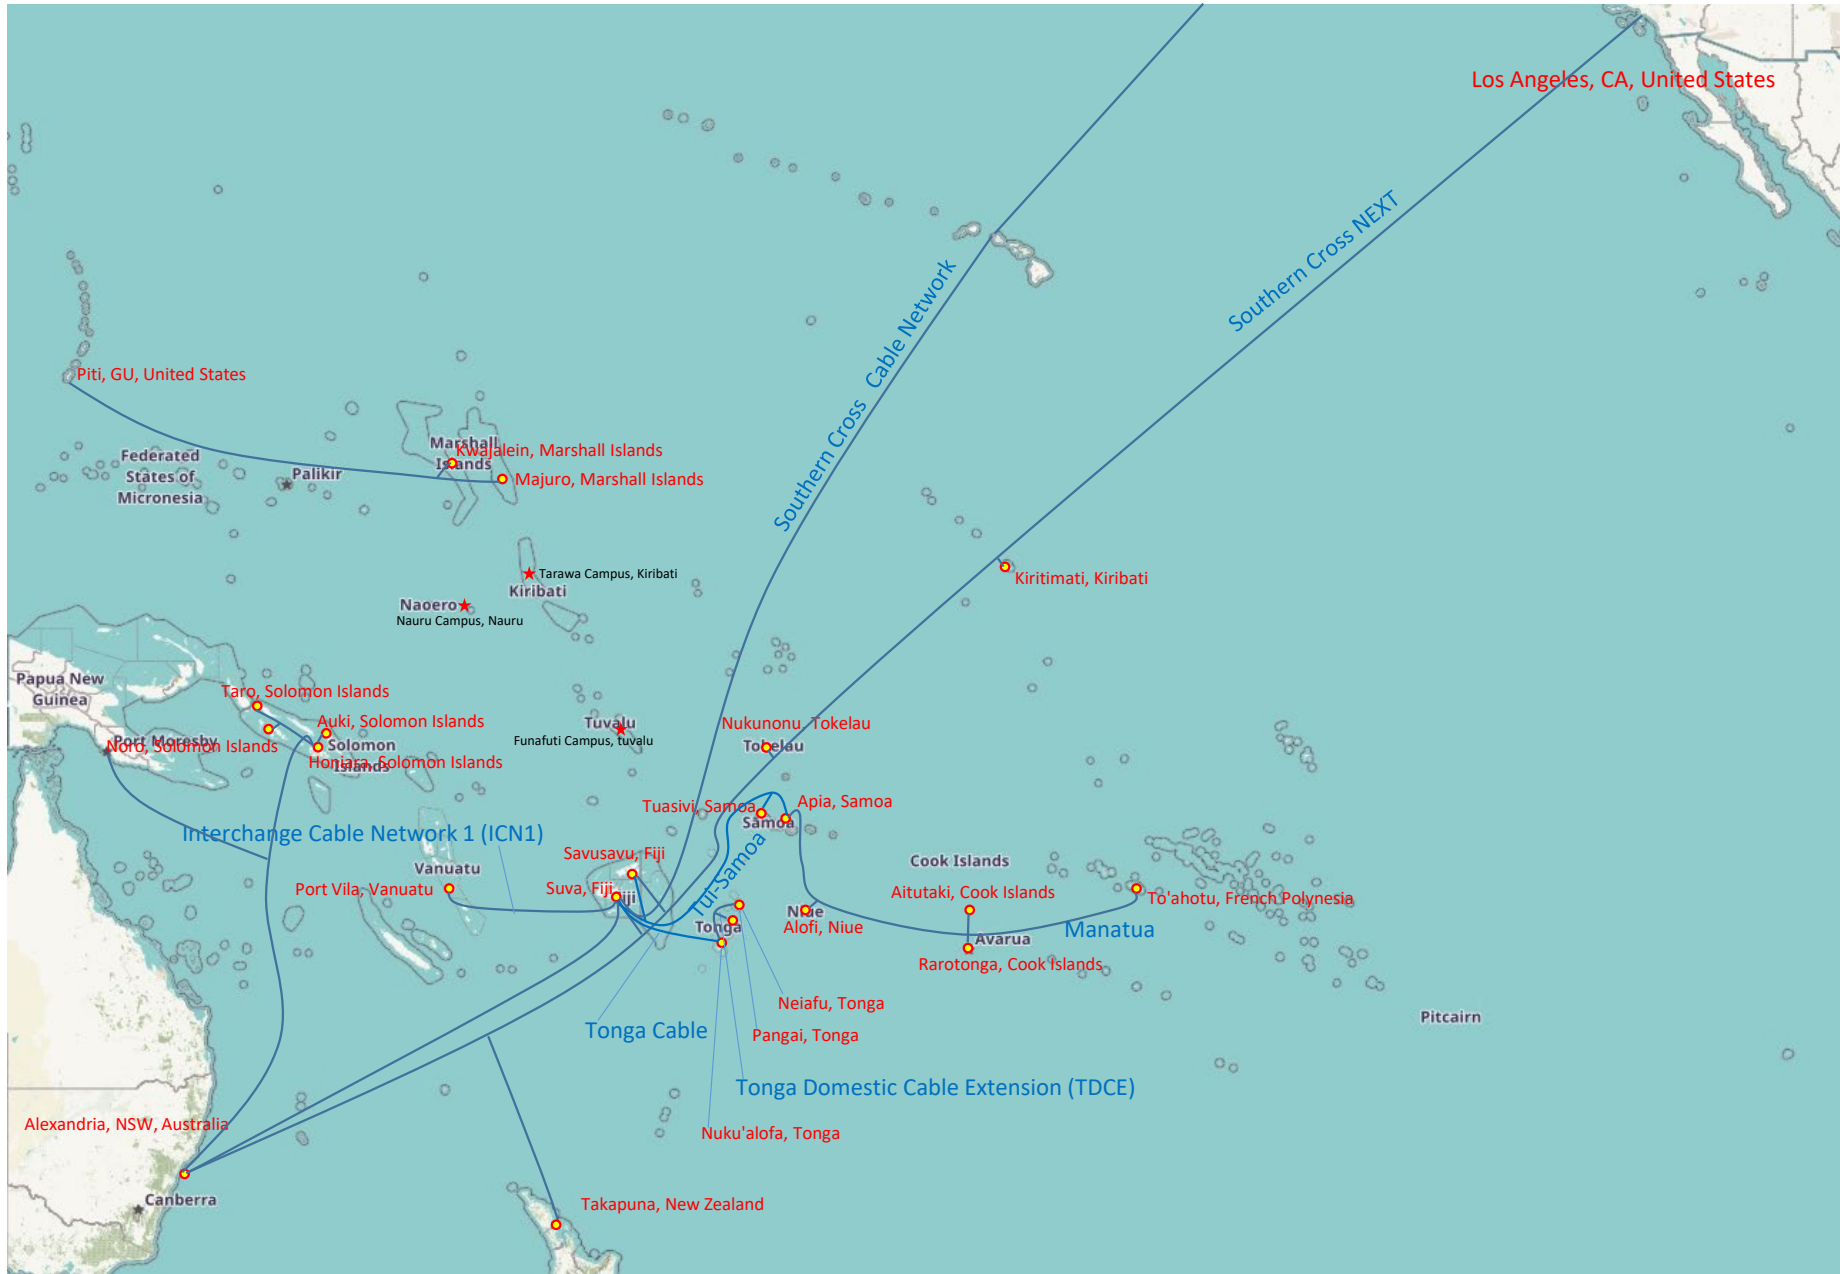 Los Angeles, CA, United States
Southern Cross NEXT
Southern Cross Cable Network
Piti, GU, United States
Federated
States of
Micronesia
Palikir
Marshall
Islands
Kwajalein, Marshall Islands
Majuro, Marshall Islands
Tarawa Campus, Kiribati
Kiribati
Kiritimati, Kiribati
Naoero
Nauru Campus, Nauru
Papua New
Guinea
Port Moresby
Taro, Solomon Islands
Auki, Solomon Islands
Noro, Solomon Islands
Solomon
Islands
Honiara, Solomon Islands
Tuvalu
Funafuti Campus, tuvalu
Nukunonu, Tokelau
Tokelau
Tuasivi, Samoa
Apia, Samoa
Samoa
Interchange Cable Network 1 (ICN1)
Vanuatu
Port Vila, Vanuatu
Savusavu, Fiji
Suva, Fiji
Fiji
Tui-Samoa
Cook Islands
Aitutaki, Cook Islands
To'ahotu, French Polynesia
Niue
Alofi, Niue
Tonga
Manatua
Avarua
Rarotonga, Cook Islands
Neiafu, Tonga
Pitcairn
Tonga Cable
Pangai, Tonga
Tonga Domestic Cable Extension (TDCE)
Alexandria, NSW, Australia
Nuku'alofa, Tonga
Canberra
Takapuna, New Zealand